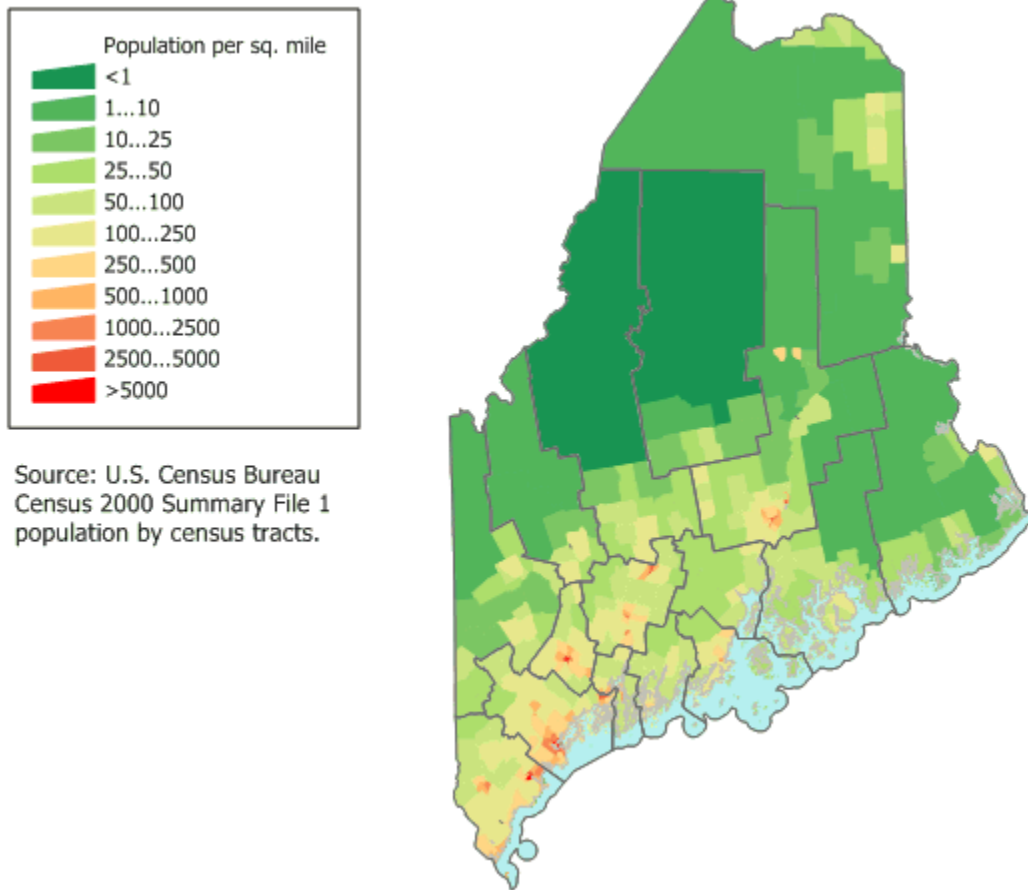 Population per sq. mile
<1
1...10
10...25
25...50
50...100
100...250
250...500
500...1000
1000...2500
2500...5000
>5000
Source: U.S. Census Bureau
Census 2000 Summary File 1
population by census tracts.